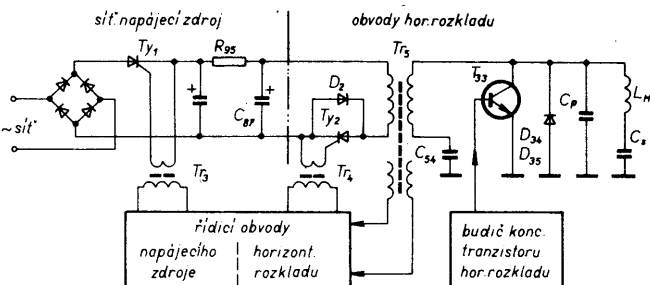 síť. napájecí zdroj
obvody hor. rozkladu
Ty1
R95
Tr5
T33
D2
C87
Ty2
LH
CP
Cs
~síť
D34
D35
C54
Tr3
Tr4
+
+
řídicí obvody
napájecího
zdroje
horizont.
rozkladu
budič konc.
tranzistoru
hor. rozkladu